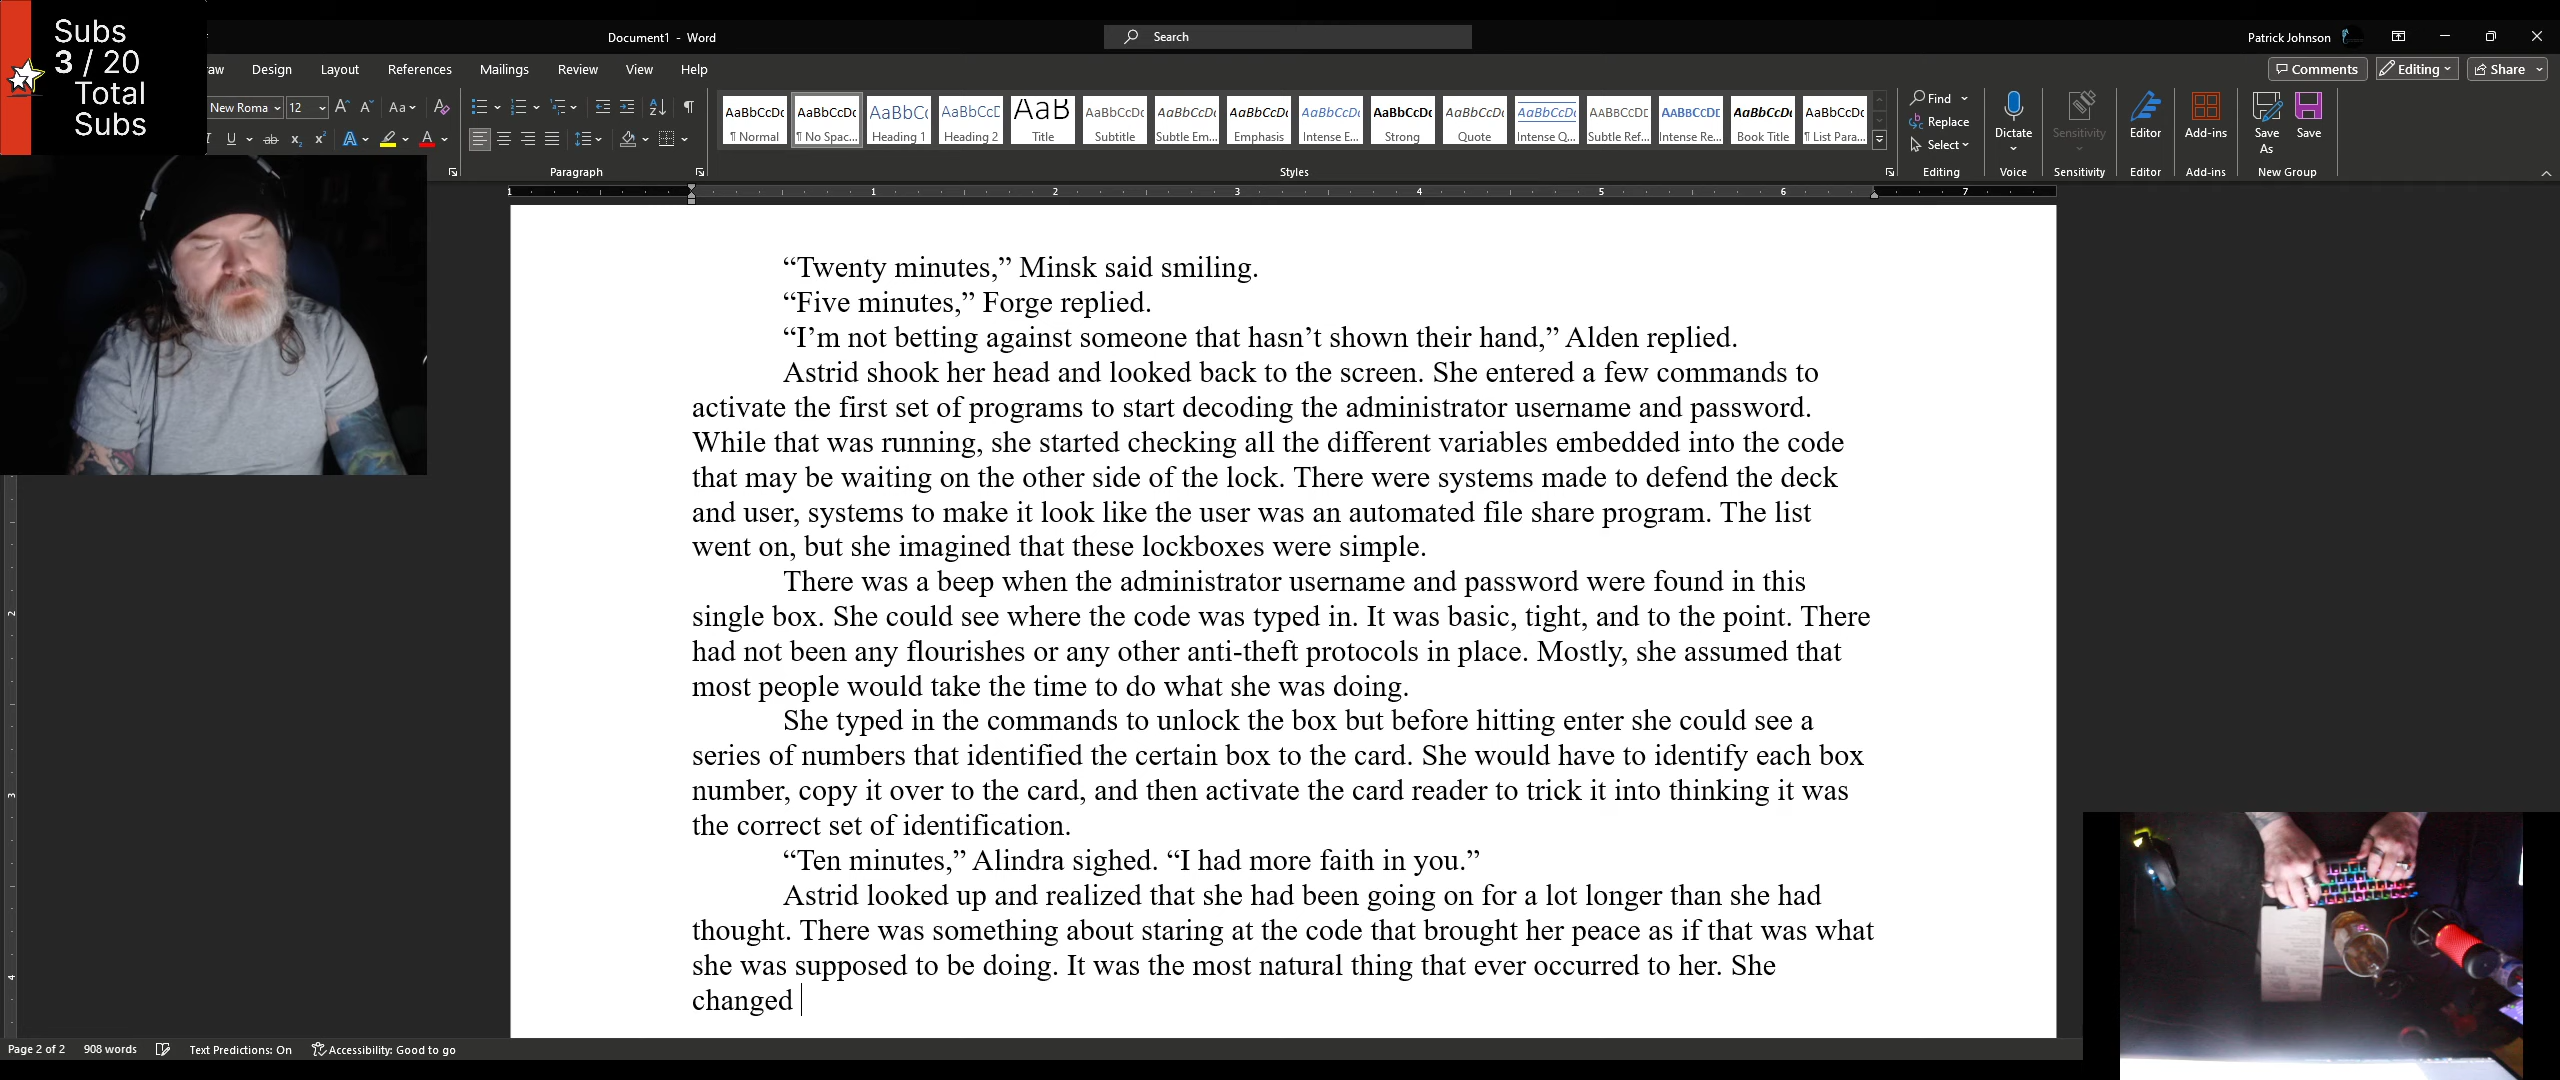 Subs
3 / 20
Total
Subs
Document1 - Word
Search
Patrick Johnson
aw Design Layout References Mailings Review View Help
Comments Editing Share
New Roma 12 Aa
Paragraph
AaBbCcDc AaBbCcDc AaBbC AaBbCcD AaB AaBbCcDc AaBbCcDc AaBbCcDc AaBbCcDc AaBbCcDc AaBbCcDc AaBbCcDc AABBCCDD AABBCCDD AaBbCcDc AaBbCcDc
¶ Normal ¶ No Spac... Heading 1 Heading 2 Title Subtitle Subtle Em... Emphasis Intense E... Strong Quote Intense Q... Subtle Ref... Intense Re... Book Title ¶ List Para...
Styles
Find
Replace
Select
Editing
Dictate
Voice
Sensitivity
Sensitivity
Editor
Editor
Add-ins
Add-ins
Save As
Save
New Group
1 1 2 3 4 5 6 7
“Twenty minutes,” Minsk said smiling.
“Five minutes,” Forge replied.
“I’m not betting against someone that hasn’t shown their hand,” Alden replied.
Astrid shook her head and looked back to the screen. She entered a few commands to
activate the first set of programs to start decoding the administrator username and password.
While that was running, she started checking all the different variables embedded into the code
that may be waiting on the other side of the lock. There were systems made to defend the deck
and user, systems to make it look like the user was an automated file share program. The list
went on, but she imagined that these lockboxes were simple.
There was a beep when the administrator username and password were found in this
single box. She could see where the code was typed in. It was basic, tight, and to the point. There
had not been any flourishes or any other anti-theft protocols in place. Mostly, she assumed that
most people would take the time to do what she was doing.
She typed in the commands to unlock the box but before hitting enter she could see a
series of numbers that identified the certain box to the card. She would have to identify each box
number, copy it over to the card, and then activate the card reader to trick it into thinking it was
the correct set of identification.
“Ten minutes,” Alindra sighed. “I had more faith in you.”
Astrid looked up and realized that she had been going on for a lot longer than she had
thought. There was something about staring at the code that brought her peace as if that was what
she was supposed to be doing. It was the most natural thing that ever occurred to her. She
changed
2
3
4
Page 2 of 2 908 words Text Predictions: On Accessibility: Good to go